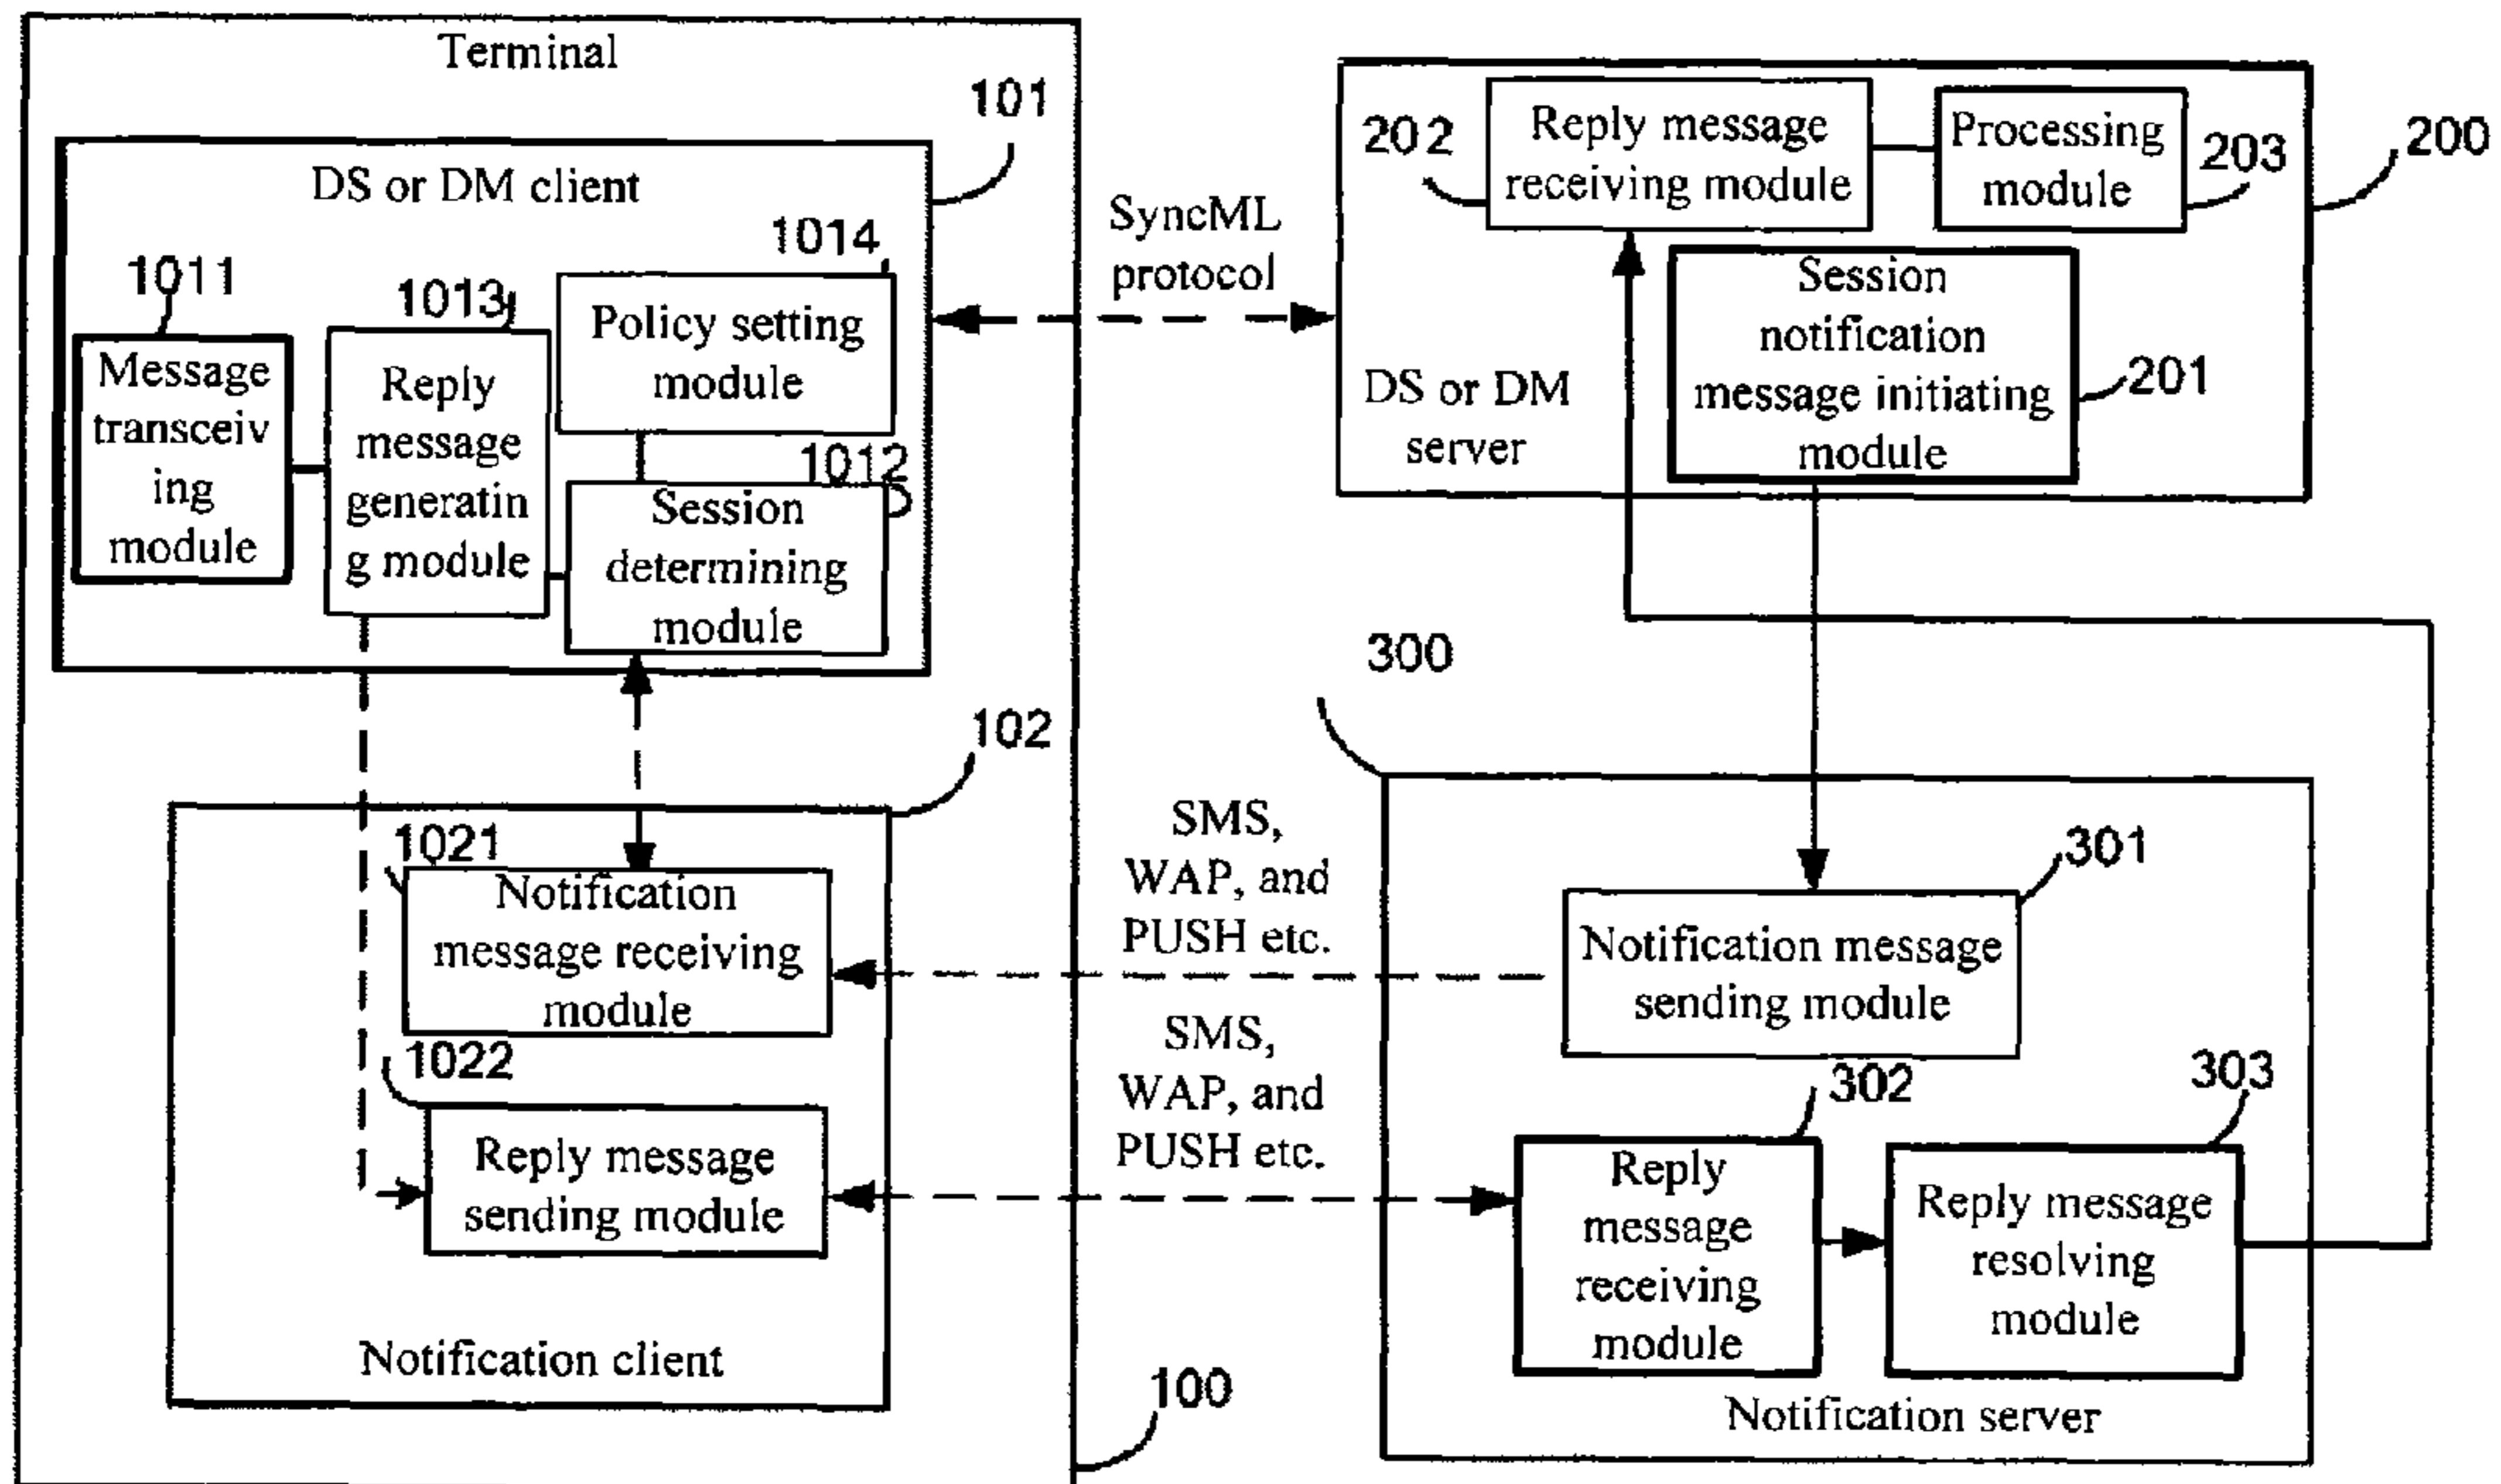 Terminal
101
DS or DM client
1014
1011
1013
Policy setting
module
Message
transceiv
ing
module
Reply
message
generatin
g module
1012
Session
determining
module
102
1021
Notification
message receiving
module
1022
Reply message
sending module
Notification client
100
SyncML
protocol
SMS,
WAP, and
PUSH etc.
SMS,
WAP, and
PUSH etc.
202
Reply message
receiving module
Processing
module
203
200
Session
notification
message initiating
module
201
DS or DM
server
300
301
Notification message
sending module
302
303
Reply
message
receiving
module
Reply message
resolving
module
Notification server